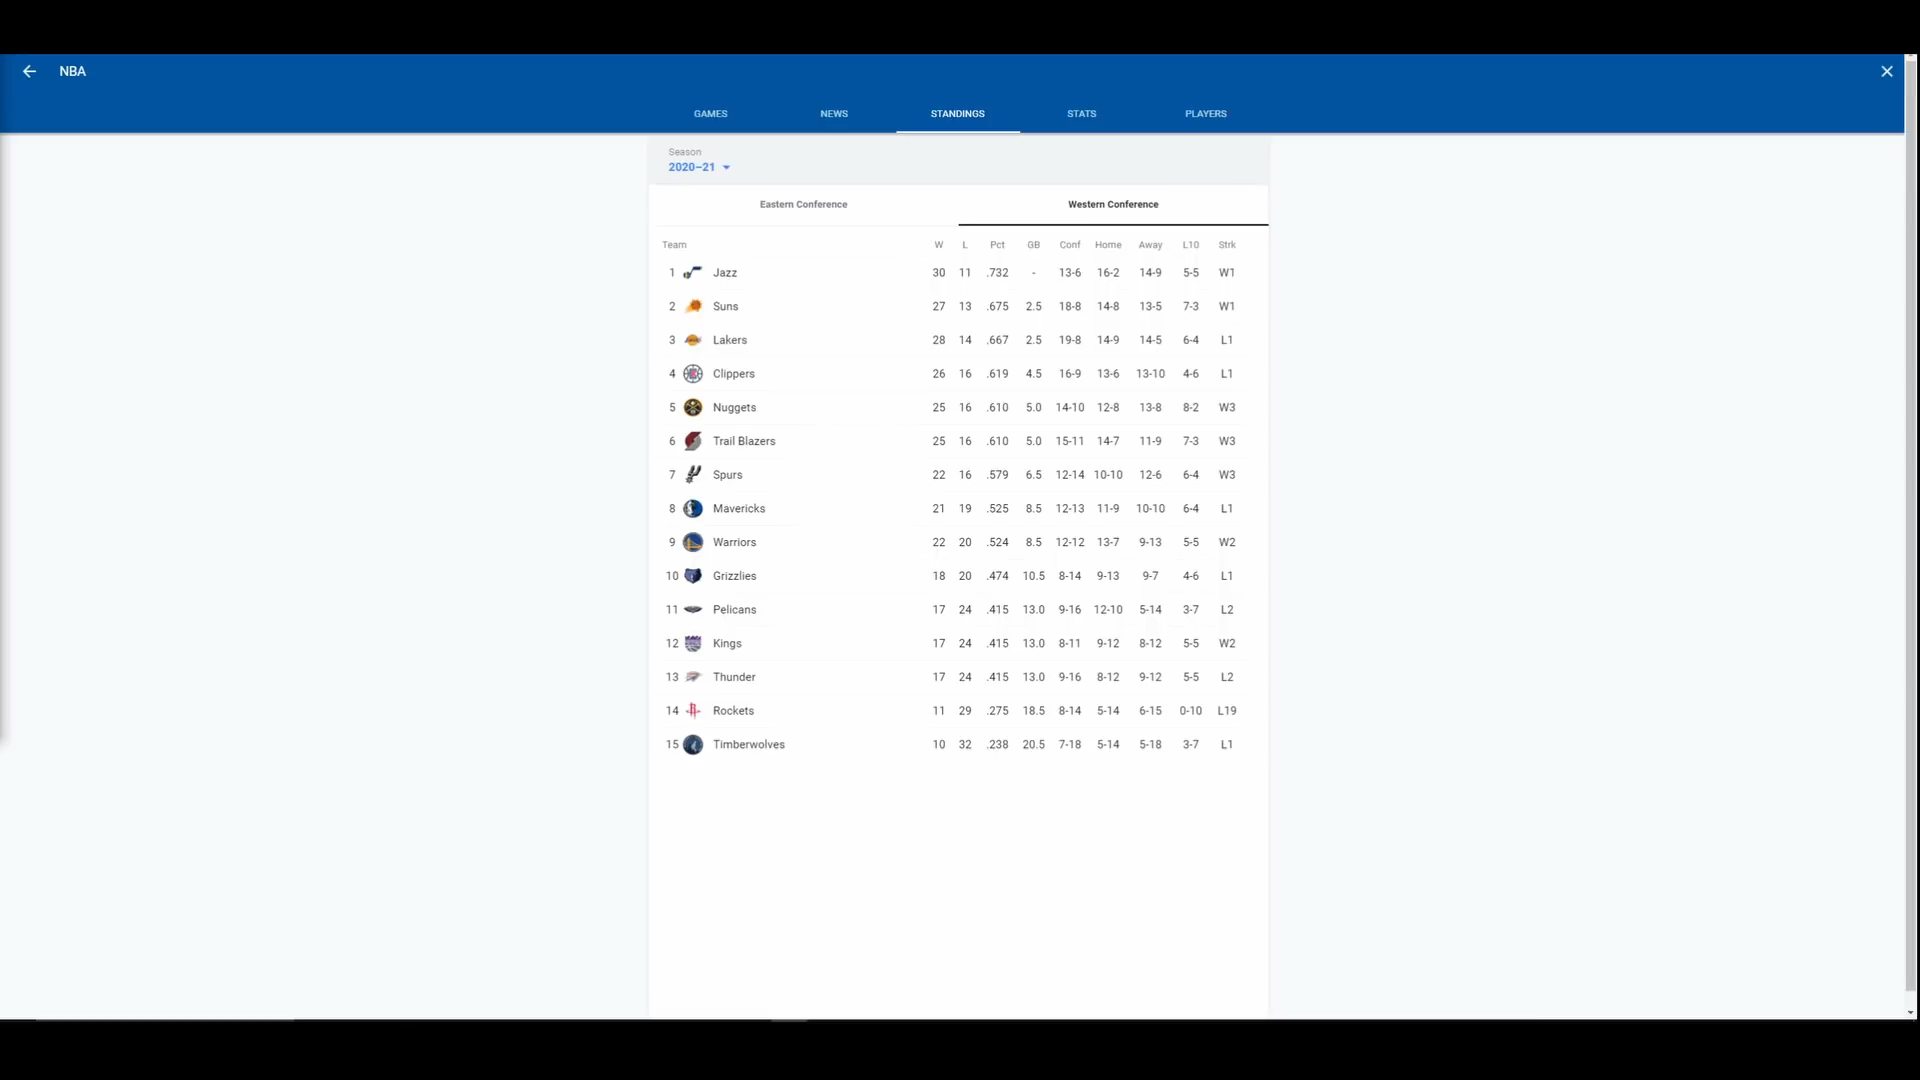 NBA
GAMES NEWS STANDINGS STATS PLAYERS
Season
2020–21
Eastern Conference Western Conference
Team W L Pct GB Conf Home Away L10 Strk
1 Jazz 30 11 .732 - 13-6 16-2 14-9 5-5 W1
2 Suns 27 13 .675 2.5 18-8 14-8 13-5 7-3 W1
3 Lakers 28 14 .667 2.5 19-8 14-9 14-5 6-4 L1
4 Clippers 26 16 .619 4.5 16-9 13-6 13-10 4-6 L1
5 Nuggets 25 16 .610 5.0 14-10 12-8 13-8 8-2 W3
6 Trail Blazers 25 16 .610 5.0 15-11 14-7 11-9 7-3 W3
7 Spurs 22 16 .579 6.5 12-14 10-10 12-6 6-4 W3
8 Mavericks 21 19 .525 8.5 12-13 11-9 10-10 6-4 L1
9 Warriors 22 20 .524 8.5 12-12 13-7 9-13 5-5 W2
10 Grizzlies 18 20 .474 10.5 8-14 9-13 9-7 4-6 L1
11 Pelicans 17 24 .415 13.0 9-16 12-10 5-14 3-7 L2
12 Kings 17 24 .415 13.0 8-11 9-12 8-12 5-5 W2
13 Thunder 17 24 .415 13.0 9-16 8-12 9-12 5-5 L2
14 Rockets 11 29 .275 18.5 8-14 5-14 6-15 0-10 L19
15 Timberwolves 10 32 .238 20.5 7-18 5-14 5-18 3-7 L1